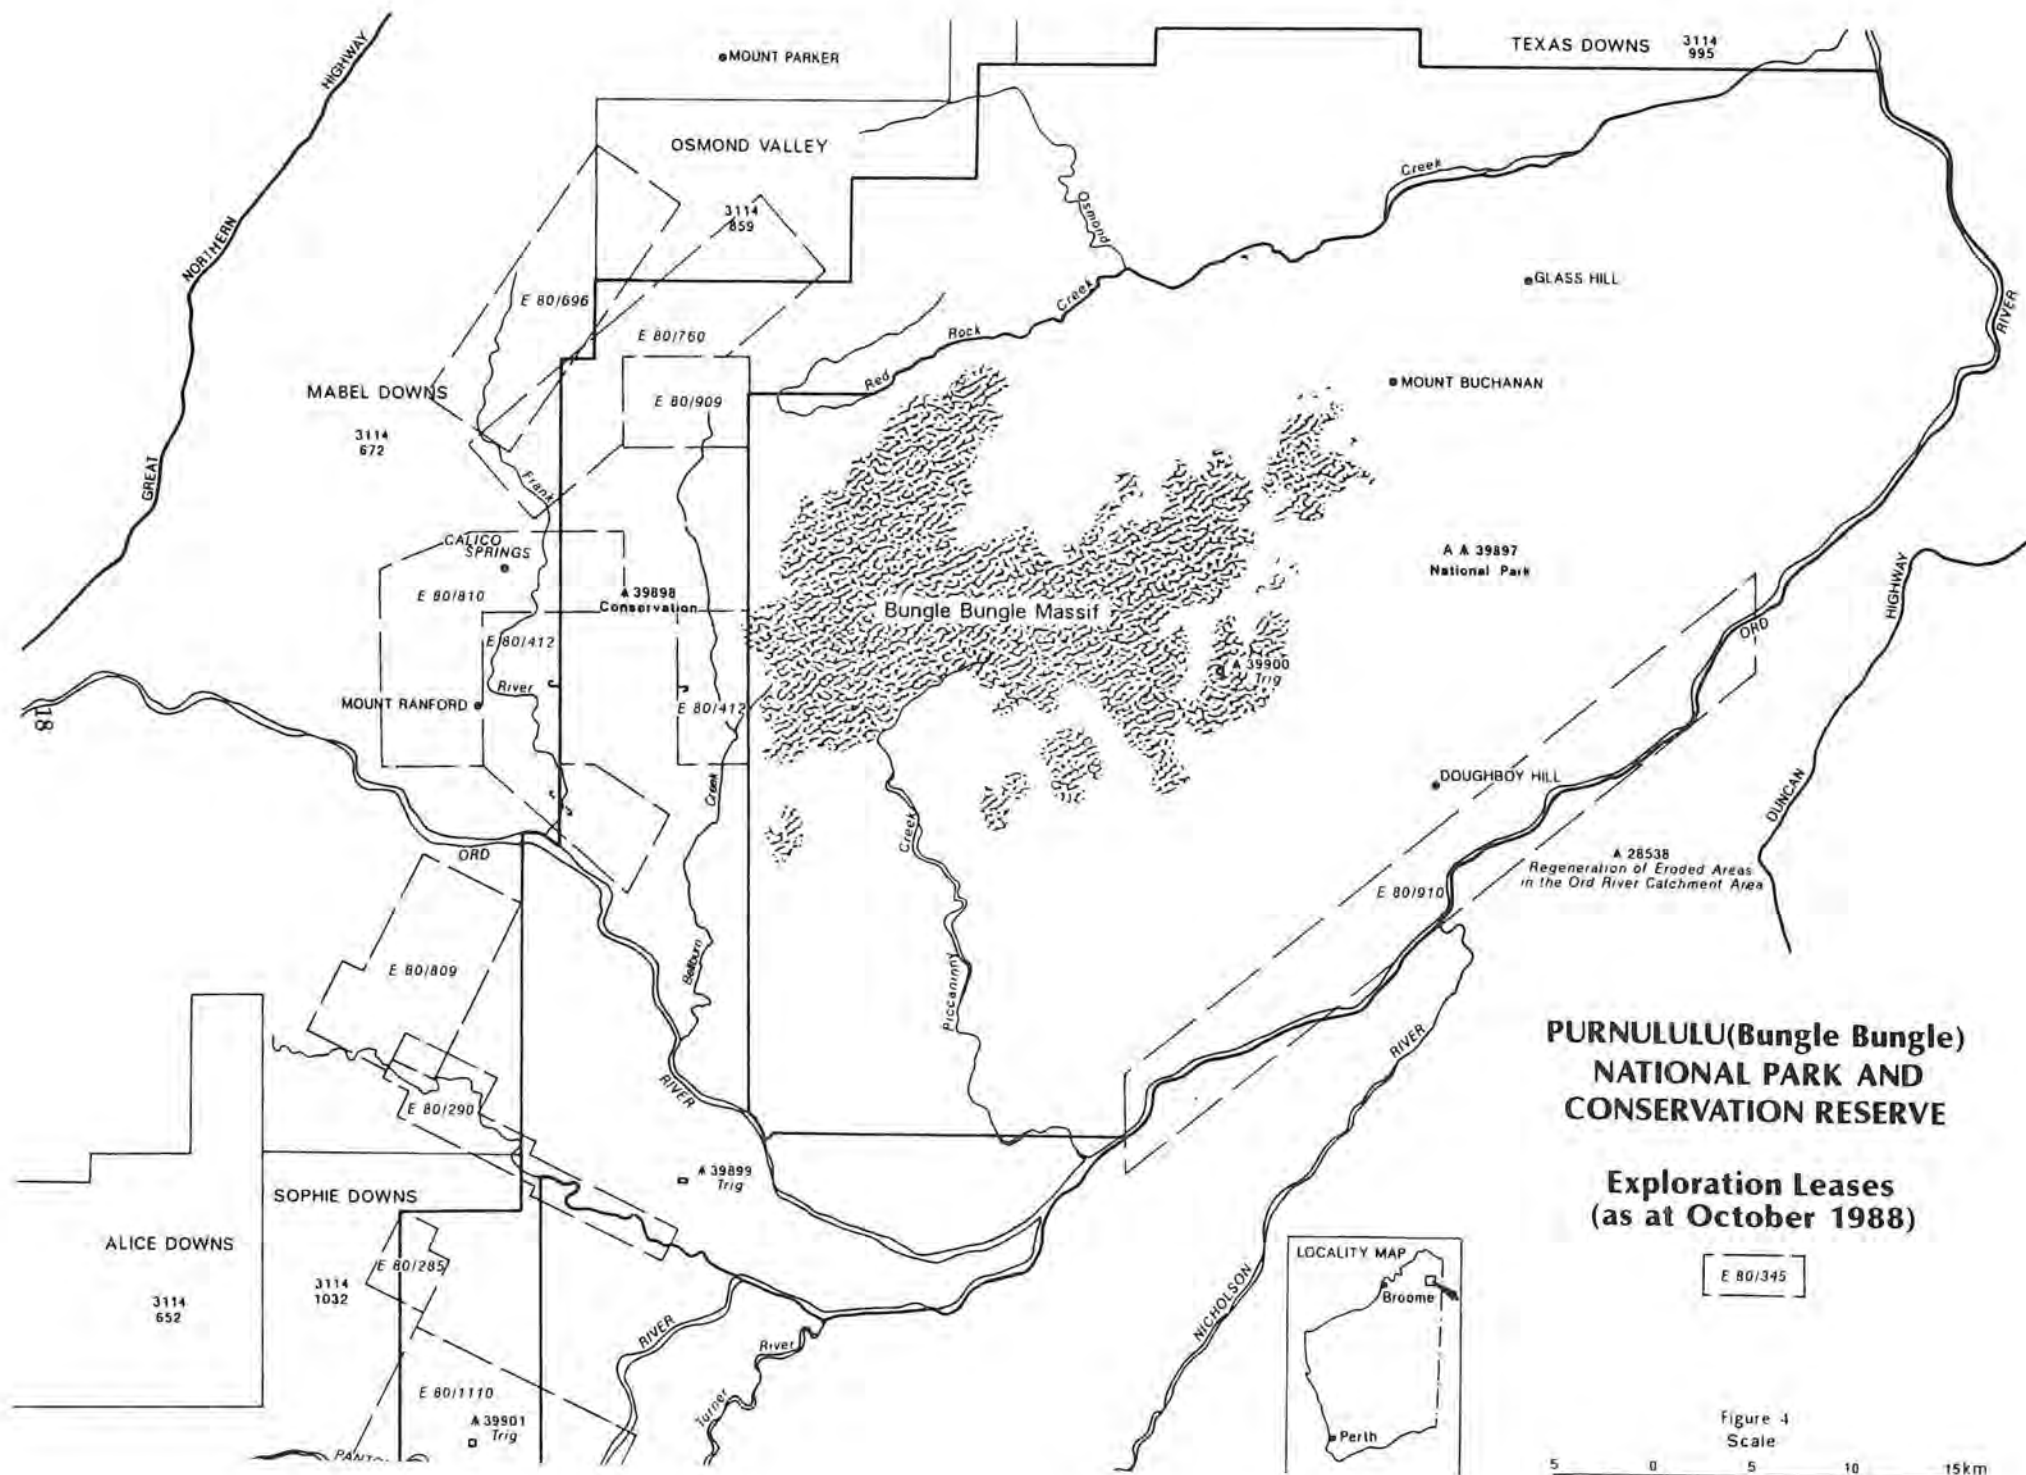 HIGHWAY
NORTHERN
GREAT
MOUNT PARKER
TEXAS DOWNS
3114
995
OSMOND VALLEY
3114
859
Osmond
Creek
E 80/696
E 80/760
Creek
Rock
Red
GLASS HILL
RIVER
MABEL DOWNS
3114
672
E 80/909
MOUNT BUCHANAN
Frank
CALICO
SPRINGS
E 80/810
A 39898
Conservation
Bungle Bungle Massif
A A 39897
National Park
HIGHWAY
E 80/412
River
MOUNT RANFORD
E 80/412
A 39900
Trig
ORD
18
Creek
Creek
DOUGHBOY HILL
DUNCAN
ORD
A 28538
Regeneration of Eroded Areas
in the Ord River Catchment Area
E 80/910
E 80/809
Bellburn
Piccaninny
RIVER
E 80/290
RIVER
PURNULULU(Bungle Bungle)
NATIONAL PARK AND
CONSERVATION RESERVE
Exploration Leases
(as at October 1988)
A 39899
Trig
SOPHIE DOWNS
ALICE DOWNS
3114
652
3114
1032
E 80/285
E 80/345
LOCALITY MAP
Broome
Perth
NICHOLSON
RIVER
River
Turner
E 80/1110
A 39901
Trig
Figure 4
Scale
5 0 5 10 15km